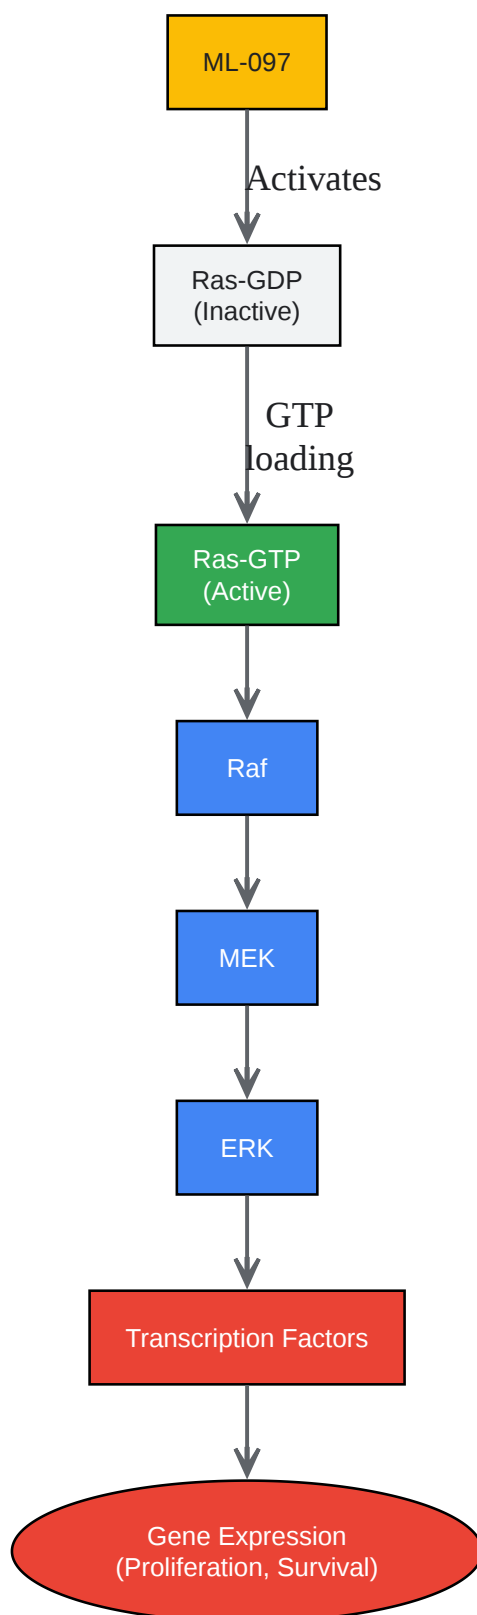 ML-097
Activates
Ras-GDP
(Inactive)
GTP
loading
Ras-GTP
(Active)
Raf
MEK
ERK
Transcription Factors
Gene Expression
(Proliferation, Survival)